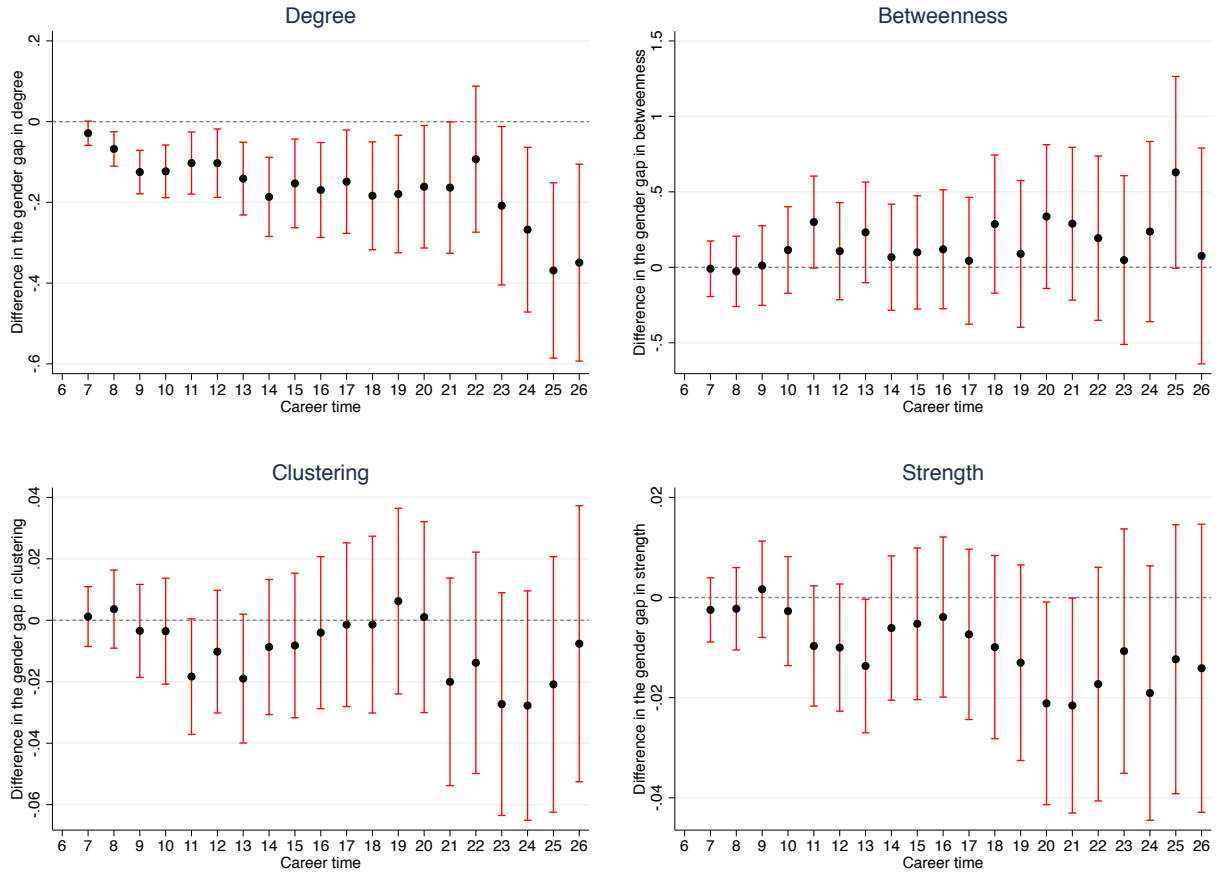 Degree
Difference in the gender gap in degree
.2
0
-.2
-.4
-.6
6 7 8 9 10 11 12 13 14 15 16 17 18 19 20 21 22 23 24 25 26
Career time
Betweenness
Difference in the gender gap in betweenness
1.5
1
.5
0
-.5
6 7 8 9 10 11 12 13 14 15 16 17 18 19 20 21 22 23 24 25 26
Career time
Clustering
Difference in the gender gap in clustering
.04
.02
0
-.02
-.04
-.06
6 7 8 9 10 11 12 13 14 15 16 17 18 19 20 21 22 23 24 25 26
Career time
Strength
Difference in the gender gap in strength
.02
0
-.02
-.04
6 7 8 9 10 11 12 13 14 15 16 17 18 19 20 21 22 23 24 25 26
Career time